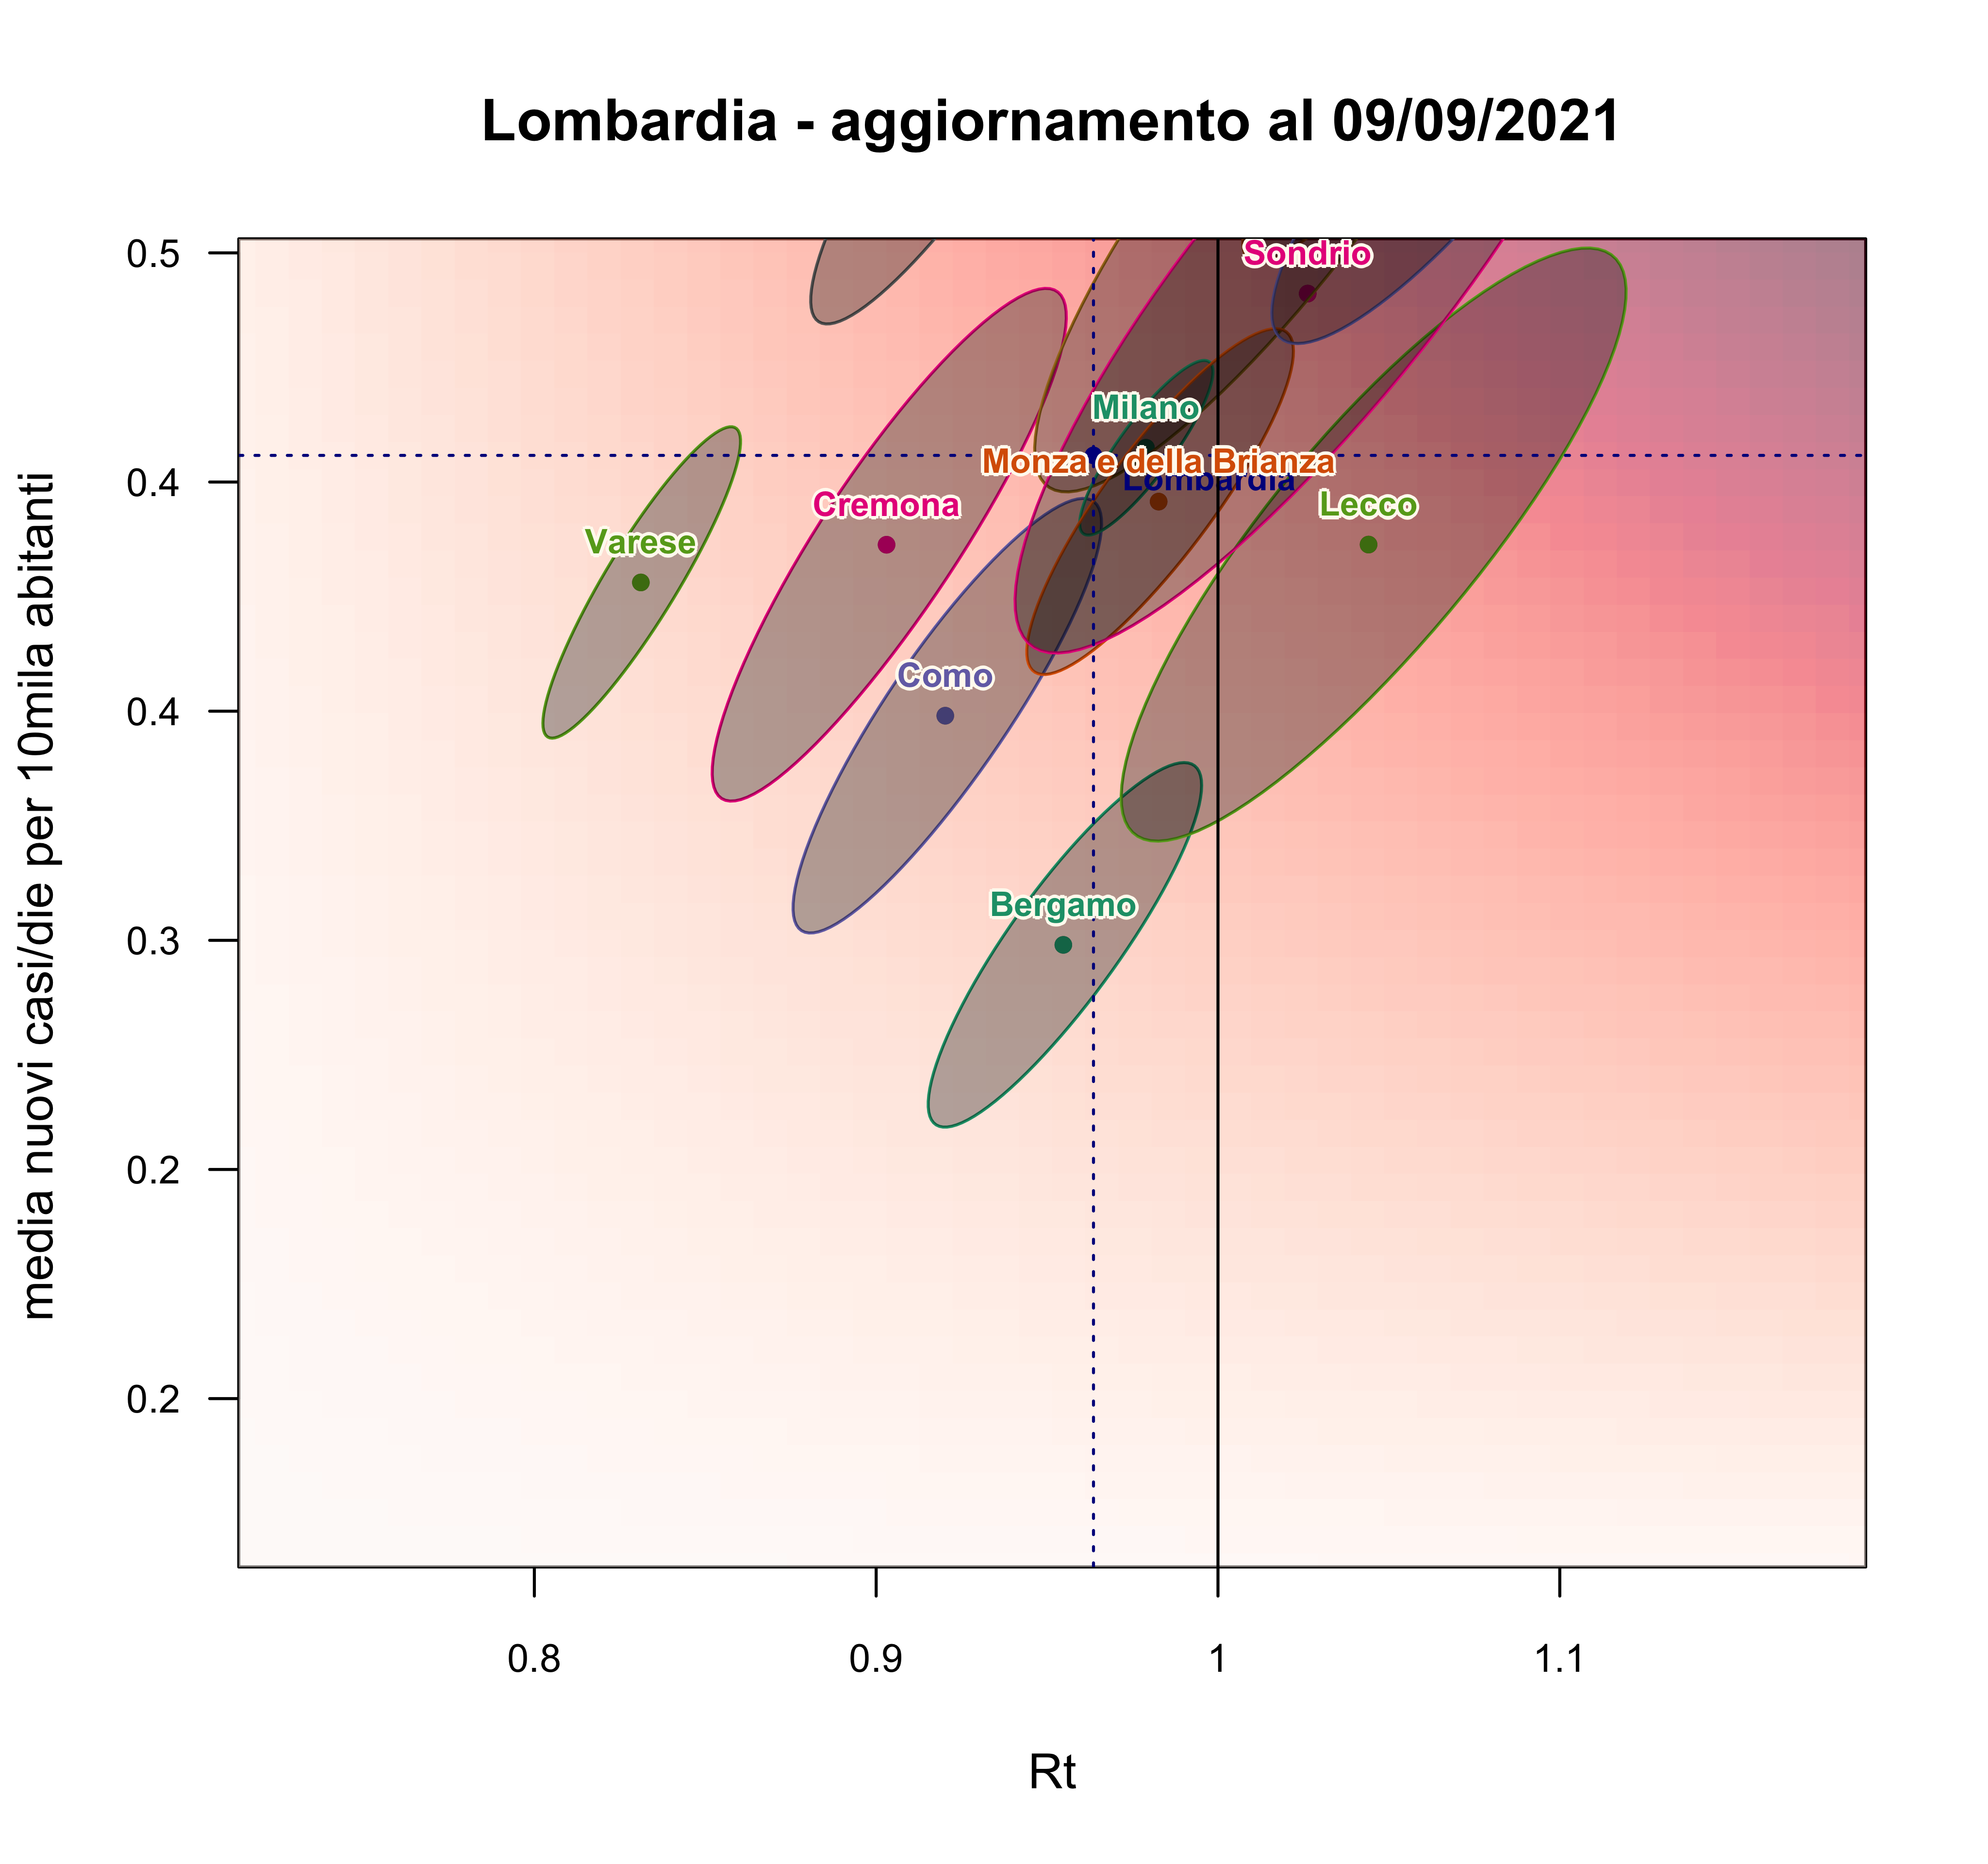 Lombardia - aggiornamento al 09/09/2021
media nuovi casi/die per 10mila abitanti
0.5
0.4
0.4
0.3
0.2
0.2
Sondrio
Milano
Monza e della Brianza
Lombardia
Lecco
Cremona
Varese
Como
Bergamo
0.8
0.9
1
1.1
Rt